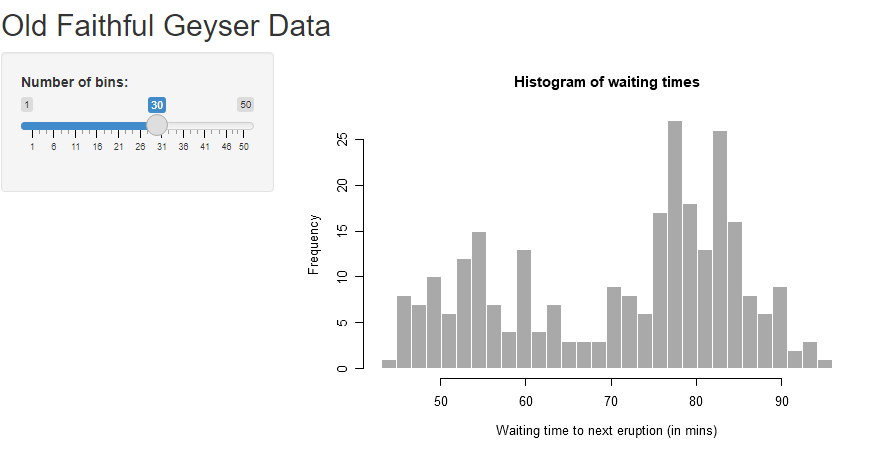 Old Faithful Geyser Data
Number of bins:
1 30 50
1 6 11 16 21 26 31 36 41 46 50
Histogram of waiting times
Frequency
25
20
15
10
5
0
50 60 70 80 90
Waiting time to next eruption (in mins)